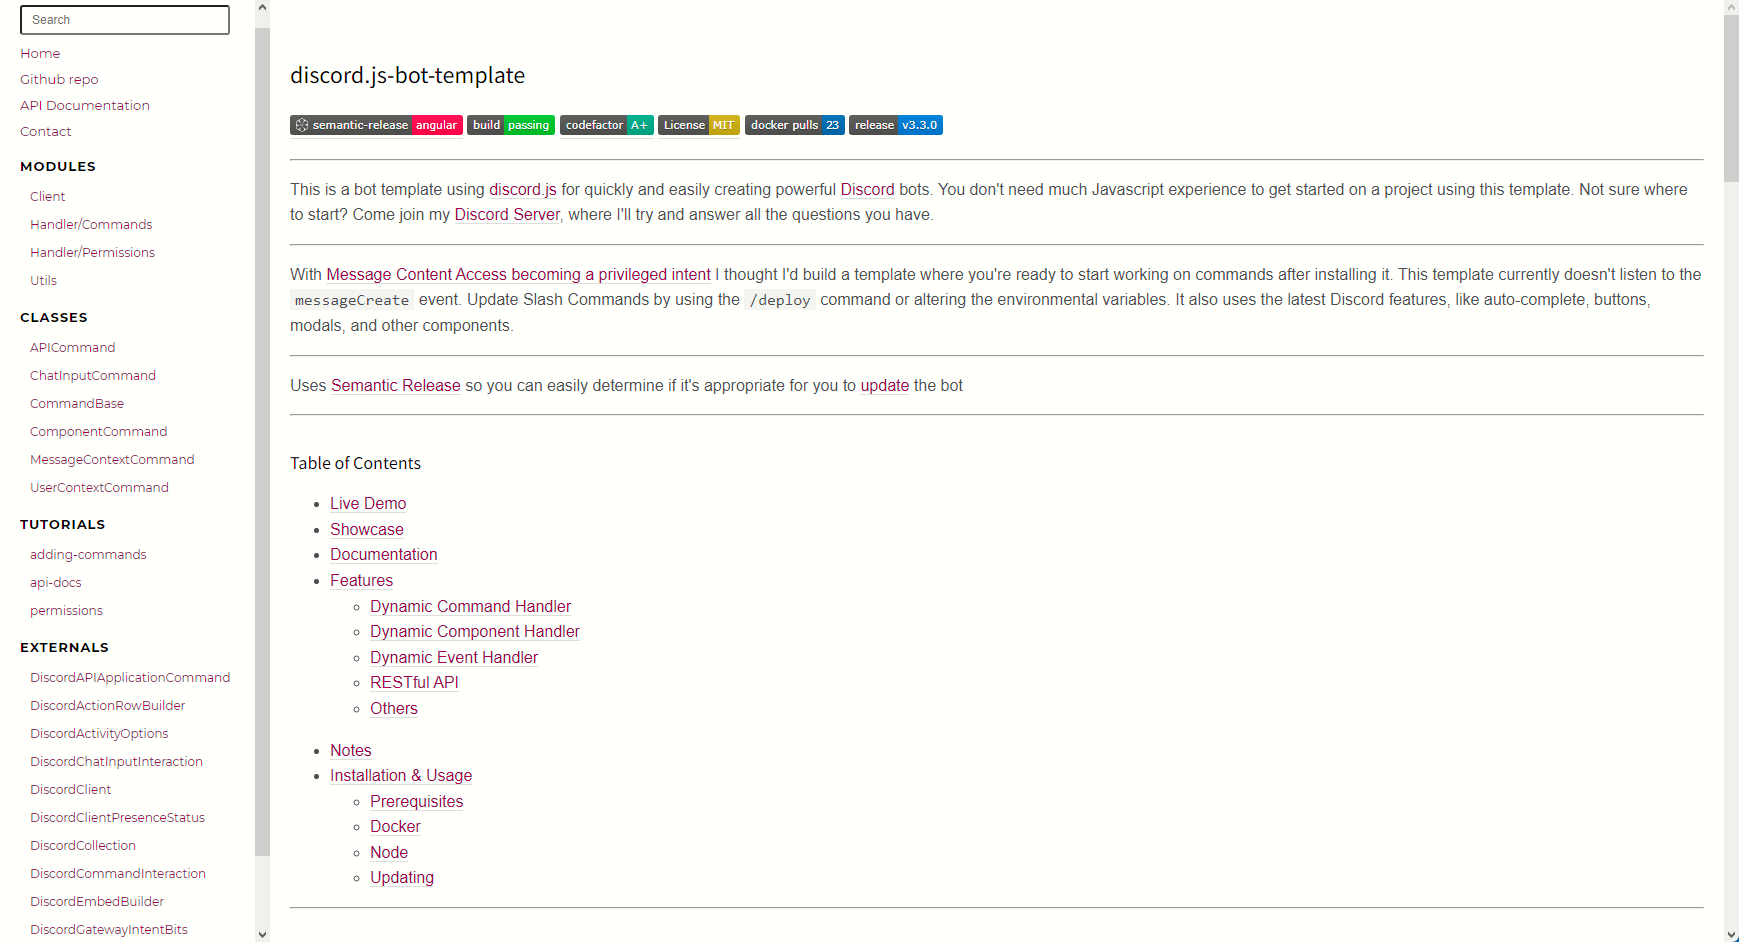 Search
Home
Github repo
API Documentation
Contact
MODULES
Client
Handler/Commands
Handler/Permissions
Utils
CLASSES
APICommand
ChatInputCommand
CommandBase
ComponentCommand
MessageContextCommand
UserContextCommand
TUTORIALS
adding-commands
api-docs
permissions
EXTERNALS
DiscordAPIApplicationCommand
DiscordActionRowBuilder
DiscordActivityOptions
DiscordChatInputInteraction
DiscordClient
DiscordClientPresenceStatus
DiscordCollection
DiscordCommandInteraction
DiscordEmbedBuilder
DiscordGatewayIntentBits
discord.js-bot-template
semantic-release angular build passing codefactor A+ License MIT docker pulls 23 release v3.3.0
This is a bot template using discord.js for quickly and easily creating powerful Discord bots. You don't need much Javascript experience to get started on a project using this template. Not sure where
to start? Come join my Discord Server, where I'll try and answer all the questions you have.
With Message Content Access becoming a privileged intent I thought I'd build a template where you're ready to start working on commands after installing it. This template currently doesn't listen to the
messageCreate event. Update Slash Commands by using the /deploy command or altering the environmental variables. It also uses the latest Discord features, like auto-complete, buttons,
modals, and other components.
Uses Semantic Release so you can easily determine if it's appropriate for you to update the bot
Table of Contents
Live Demo
Showcase
Documentation
Features
Dynamic Command Handler
Dynamic Component Handler
Dynamic Event Handler
RESTful API
Others
Notes
Installation & Usage
Prerequisites
Docker
Node
Updating